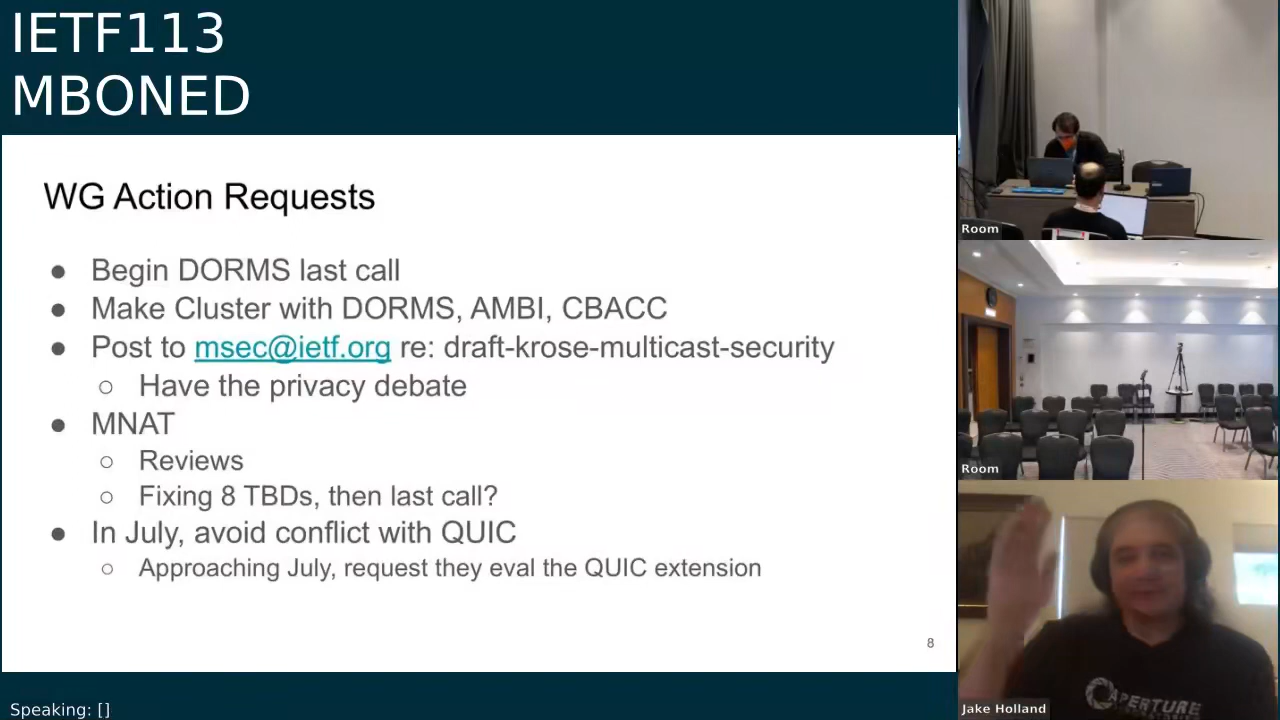 IETF113
MBONED
WG Action Requests
● Begin DORMS last call
● Make Cluster with DORMS, AMBI, CBACC
● Post to msec@ietf.org re: draft-krose-multicast-security
○ Have the privacy debate
● MNAT
○ Reviews
○ Fixing 8 TBDs, then last call?
● In July, avoid conflict with QUIC
○ Approaching July, request they eval the QUIC extension
8
Speaking: []
Room
Room
APERTURE
Jake Holland